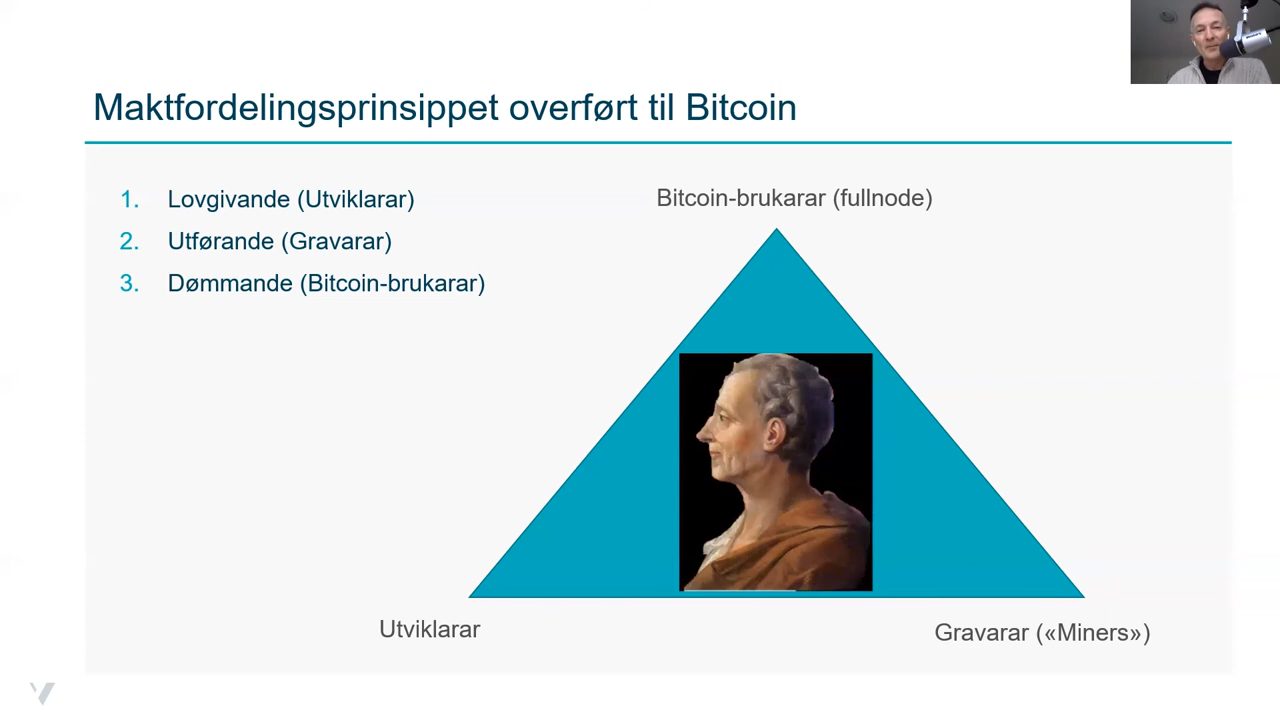 Maktfordelingsprinsippet overført til Bitcoin
1. Lovgivande (Utviklarar)
2. Utførande (Gravarar)
3. Dømmande (Bitcoin-brukarar)
Bitcoin-brukarar (fullnode)
Utviklarar
Gravarar («Miners»)